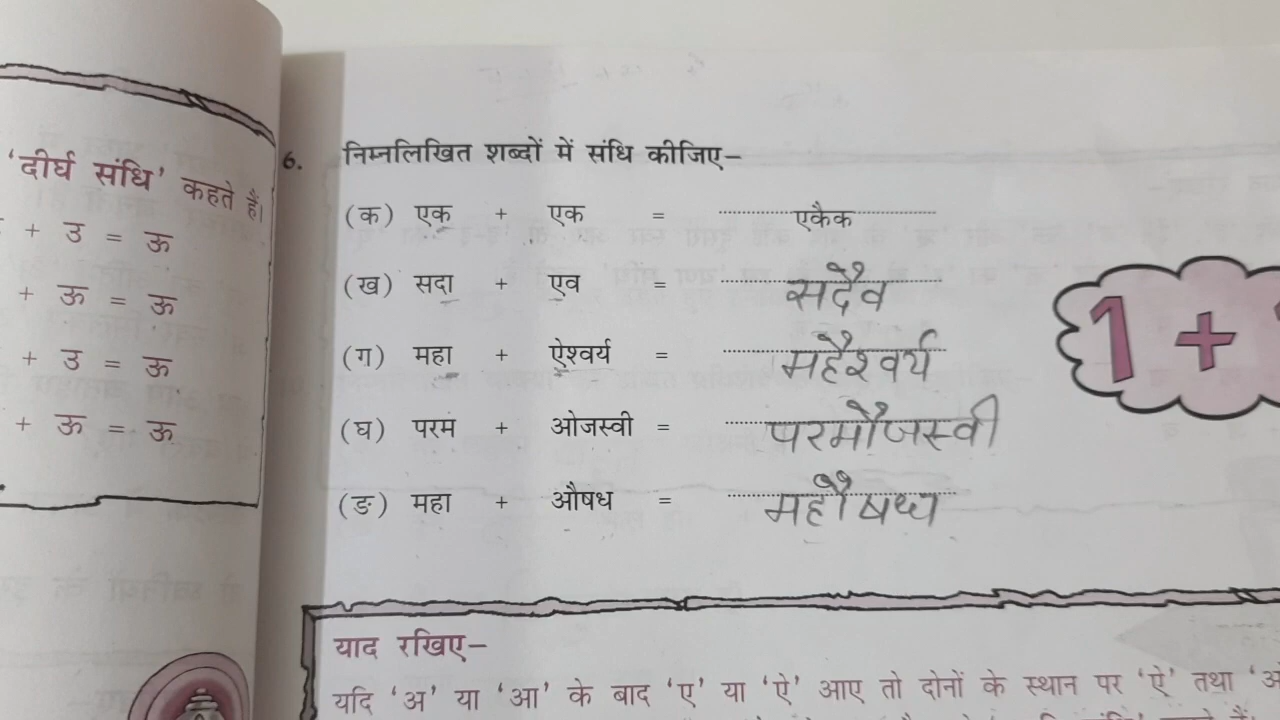 'दीर्घ संधि' कहते हैं।
+ उ = ऊ
+ ऊ = ऊ
+ उ = ऊ
+ ऊ = ऊ
6. निम्नलिखित शब्दों में संधि कीजिए–
(क) एक + एक = एकैक
(ख) सदा + एव = सदैव
(ग) महा + ऐश्वर्य = महैश्वर्य
(घ) परम + ओजस्वी = परमौजस्वी
(ङ) महा + औषध = महौषध
1 +
याद रखिए–
यदि 'अ' या 'आ' के बाद 'ए' या 'ऐ' आए तो दोनों के स्थान पर 'ऐ' तथा